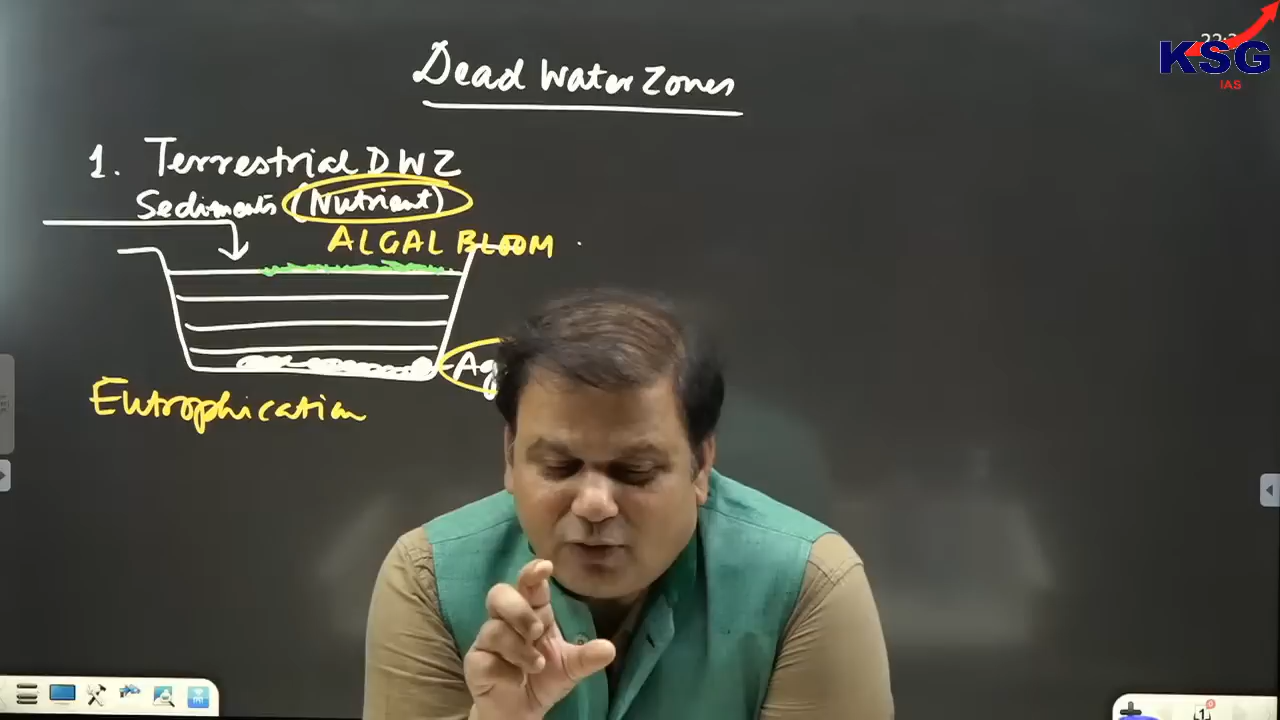 Dead Water Zones
KSG
IAS
1. Terrestrial DWZ
Sediments (Nutrient)
ALGAL BLOOM
Eutrophication